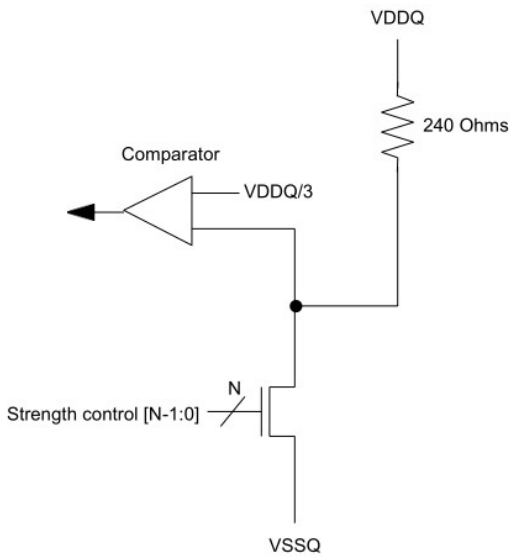 VDDQ
240 Ohms
Comparator
VDDQ/3
N
Strength control [N-1:0]
VSSQ